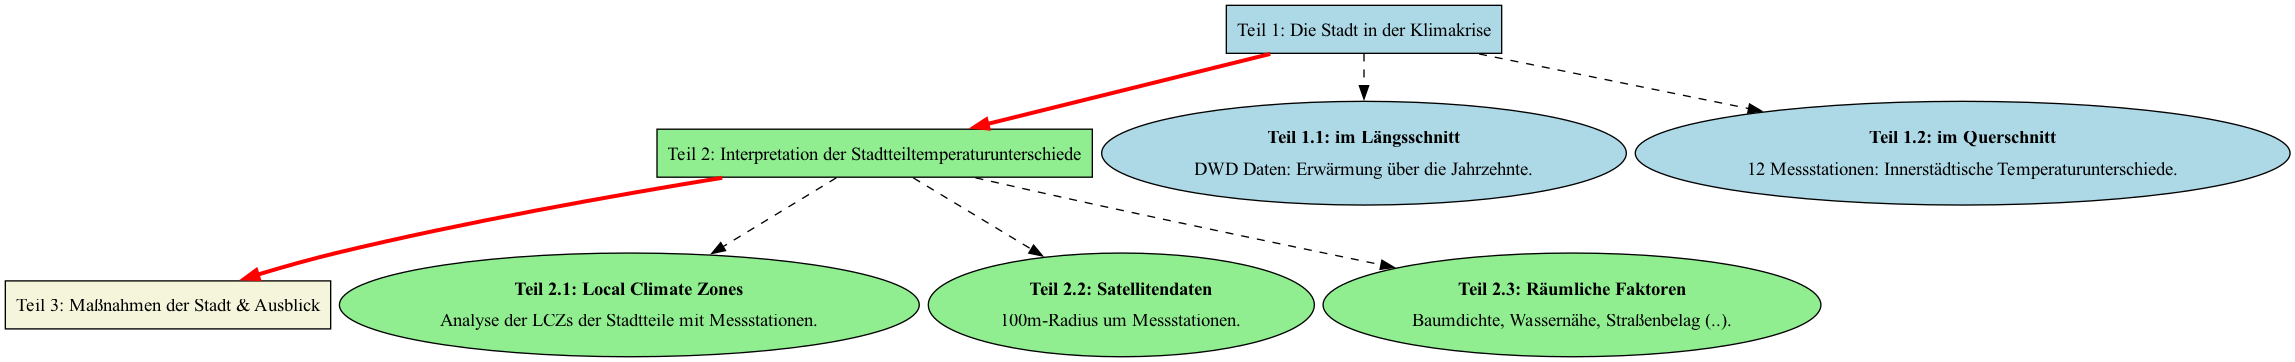 Teil 1: Die Stadt in der Klimakrise
Teil 2: Interpretation der Stadtteiltemperaturunterschiede
Teil 1.1: im Längsschnitt
DWD Daten: Erwärmung über die Jahrzehnte.
Teil 1.2: im Querschnitt
12 Messstationen: Innerstädtische Temperaturunterschiede.
Teil 3: Maßnahmen der Stadt & Ausblick
Teil 2.1: Local Climate Zones
Analyse der LCZs der Stadtteile mit Messstationen.
Teil 2.2: Satellitendaten
100m-Radius um Messstationen.
Teil 2.3: Räumliche Faktoren
Baumdichte, Wassernähe, Straßenbelag (..).